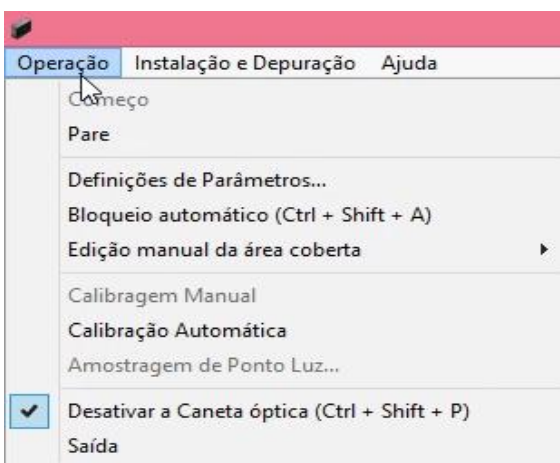 Operação Instalação e Depuração Ajuda
Começo
Pare
Definições de Parâmetros...
Bloqueio automático (Ctrl + Shift + A)
Edição manual da área coberta
Calibragem Manual
Calibração Automática
Amostragem de Ponto Luz...
Desativar a Caneta óptica (Ctrl + Shift + P)
Saída